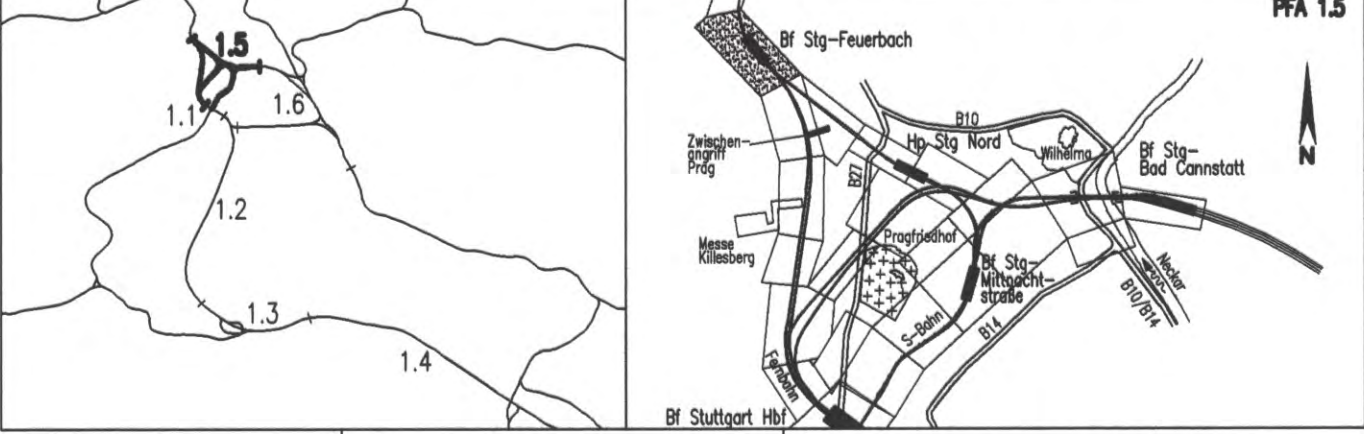 1.5
1.1
1.6
1.2
1.3
1.4
PFA 1.5
Bf Stg-Feuerbach
Zwischen-
angriff
Prag
B10
Hp Stg Nord
Wilhelma
Bf Stg-
Bad Cannstatt
N
B27
Messe
Killesberg
Pragfriedhof
Bf Stg-
Mittnacht-
straße
Neckar
B10/B14
S-Bahn
B14
Fernbahn
Bf Stuttgart Hbf